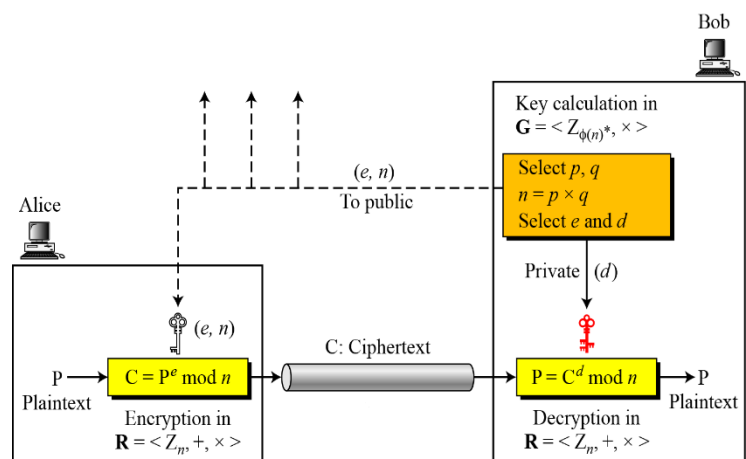 Bob
Key calculation in
G = < Z_ϕ(n)*, × >
(e, n)
To public
Select p, q
n = p × q
Select e and d
Alice
Private (d)
(e, n)
C: Ciphertext
P
Plaintext
C = P^e mod n
P = C^d mod n
P
Plaintext
Encryption in
R = < Z_n, +, × >
Decryption in
R = < Z_n, +, × >